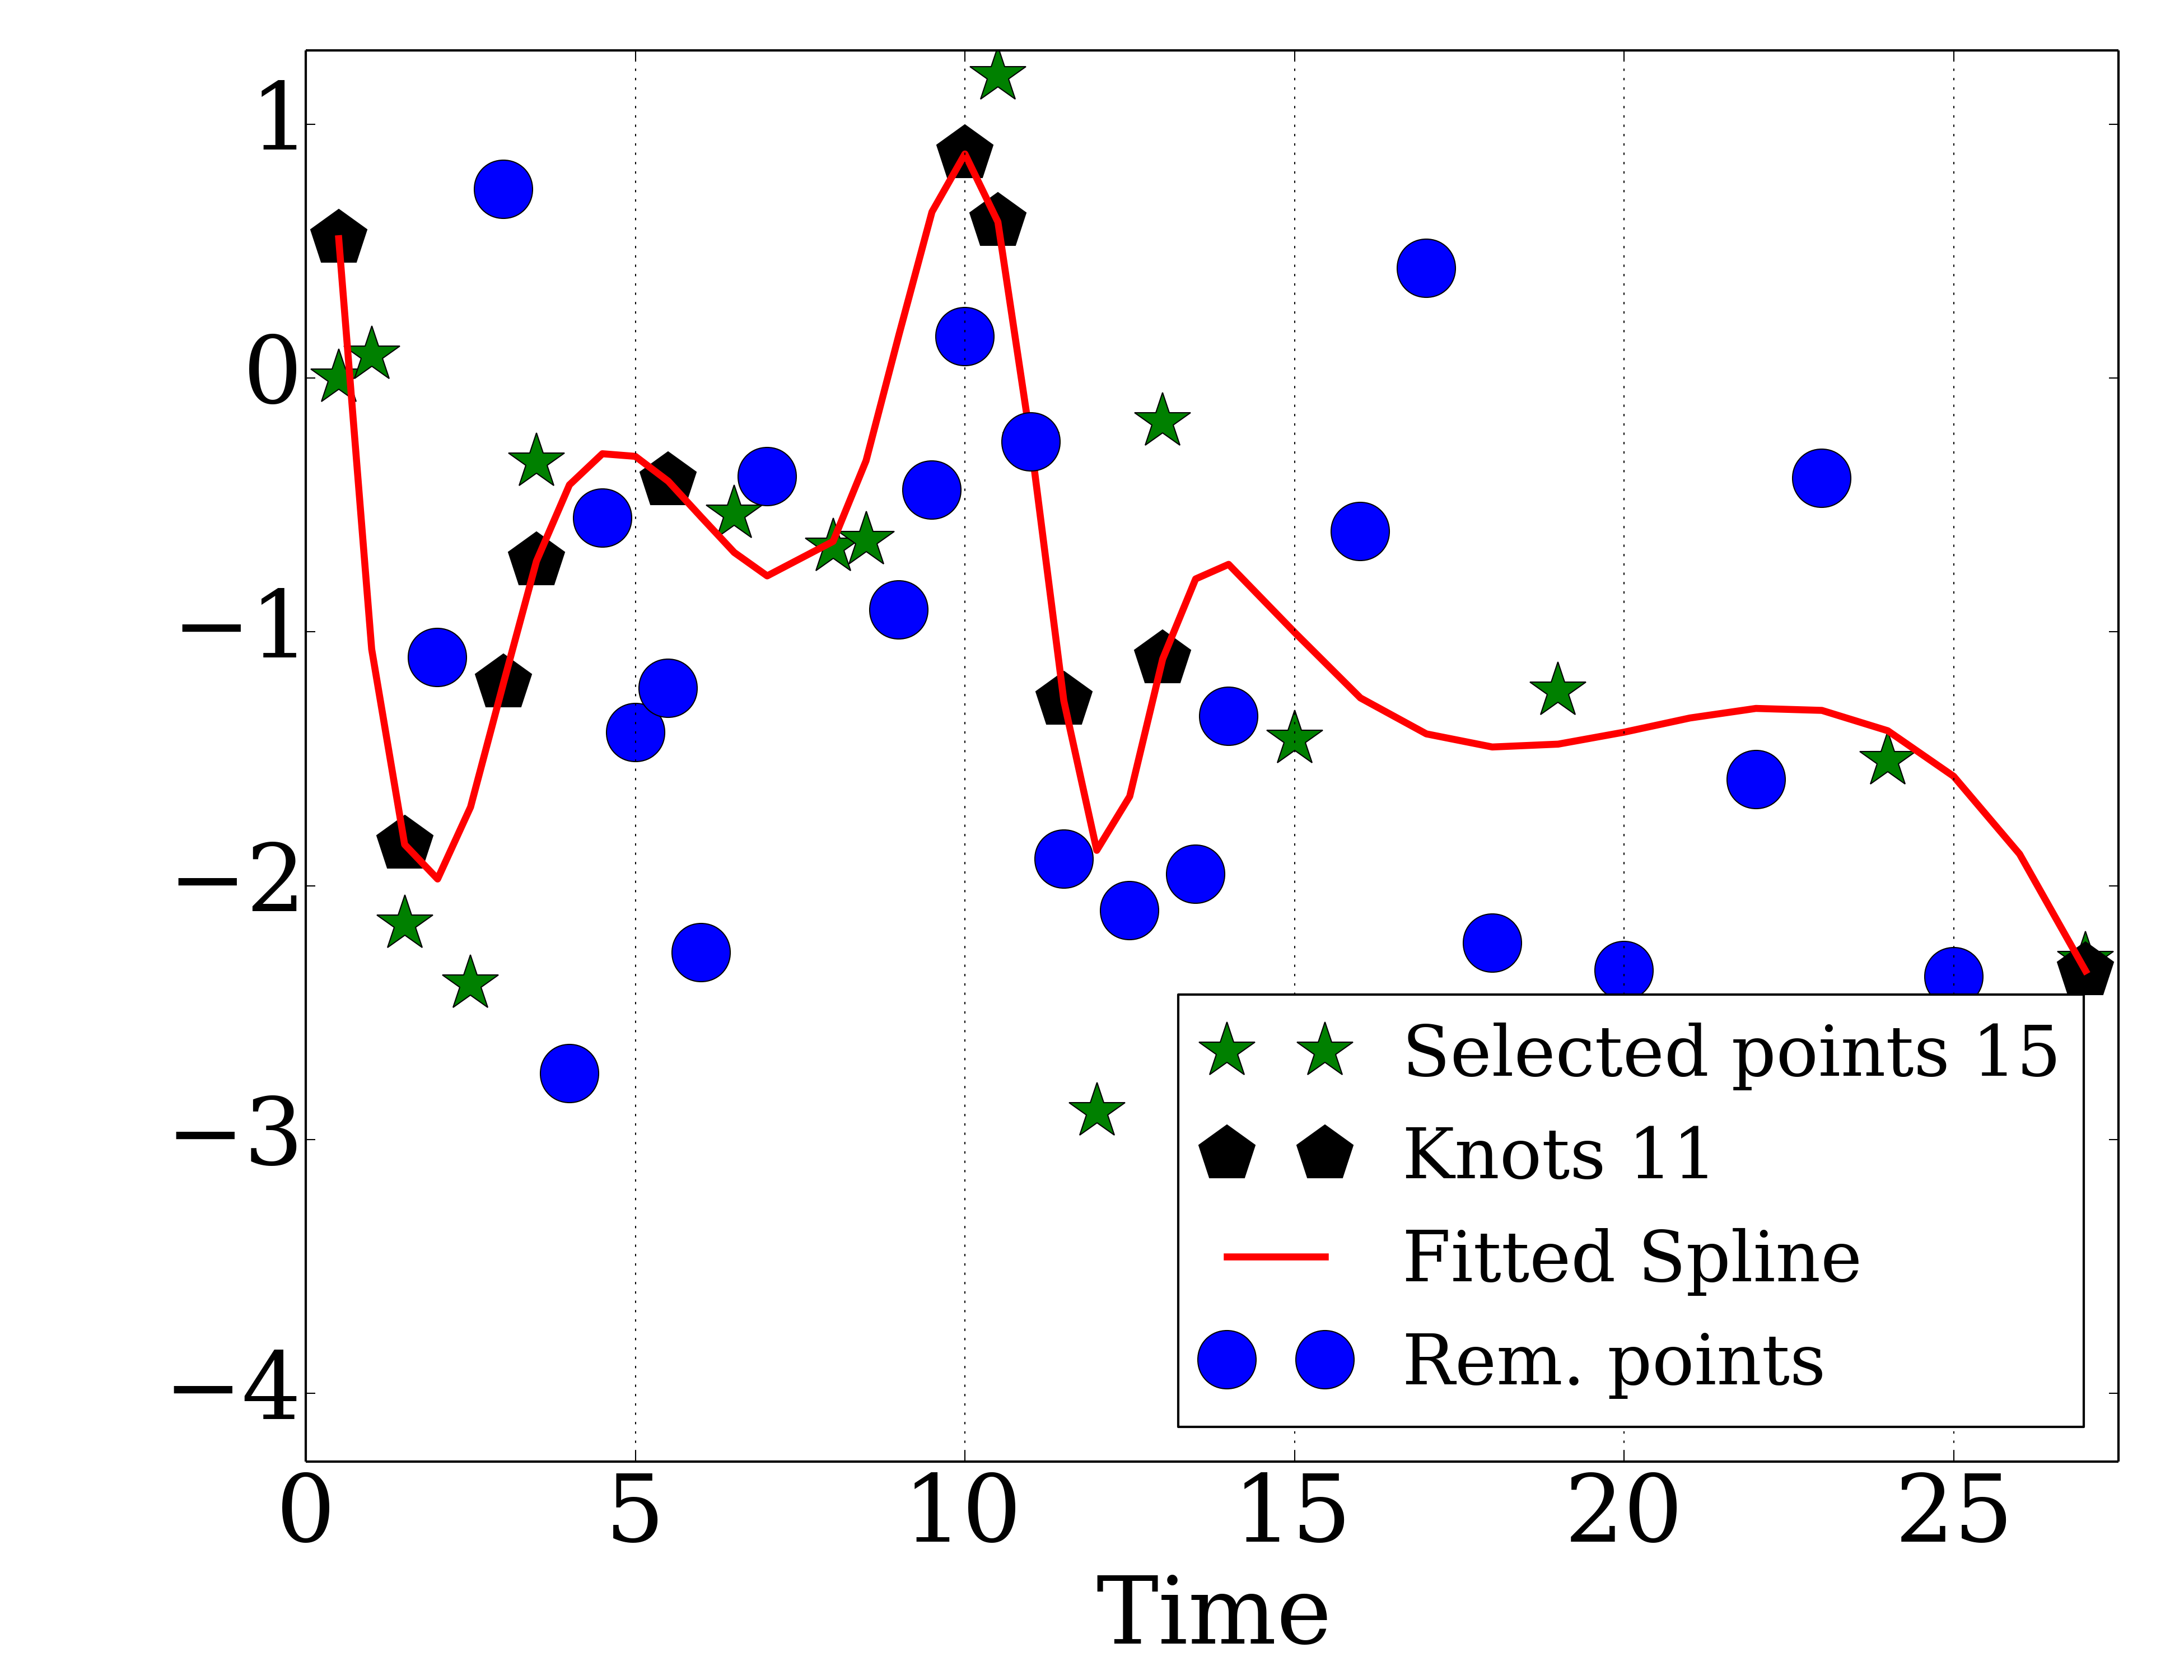 1
0
−1
−2
−3
−4
Selected points 15
Knots 11
Fitted Spline
Rem. points
0 5 10 15 20 25
Time